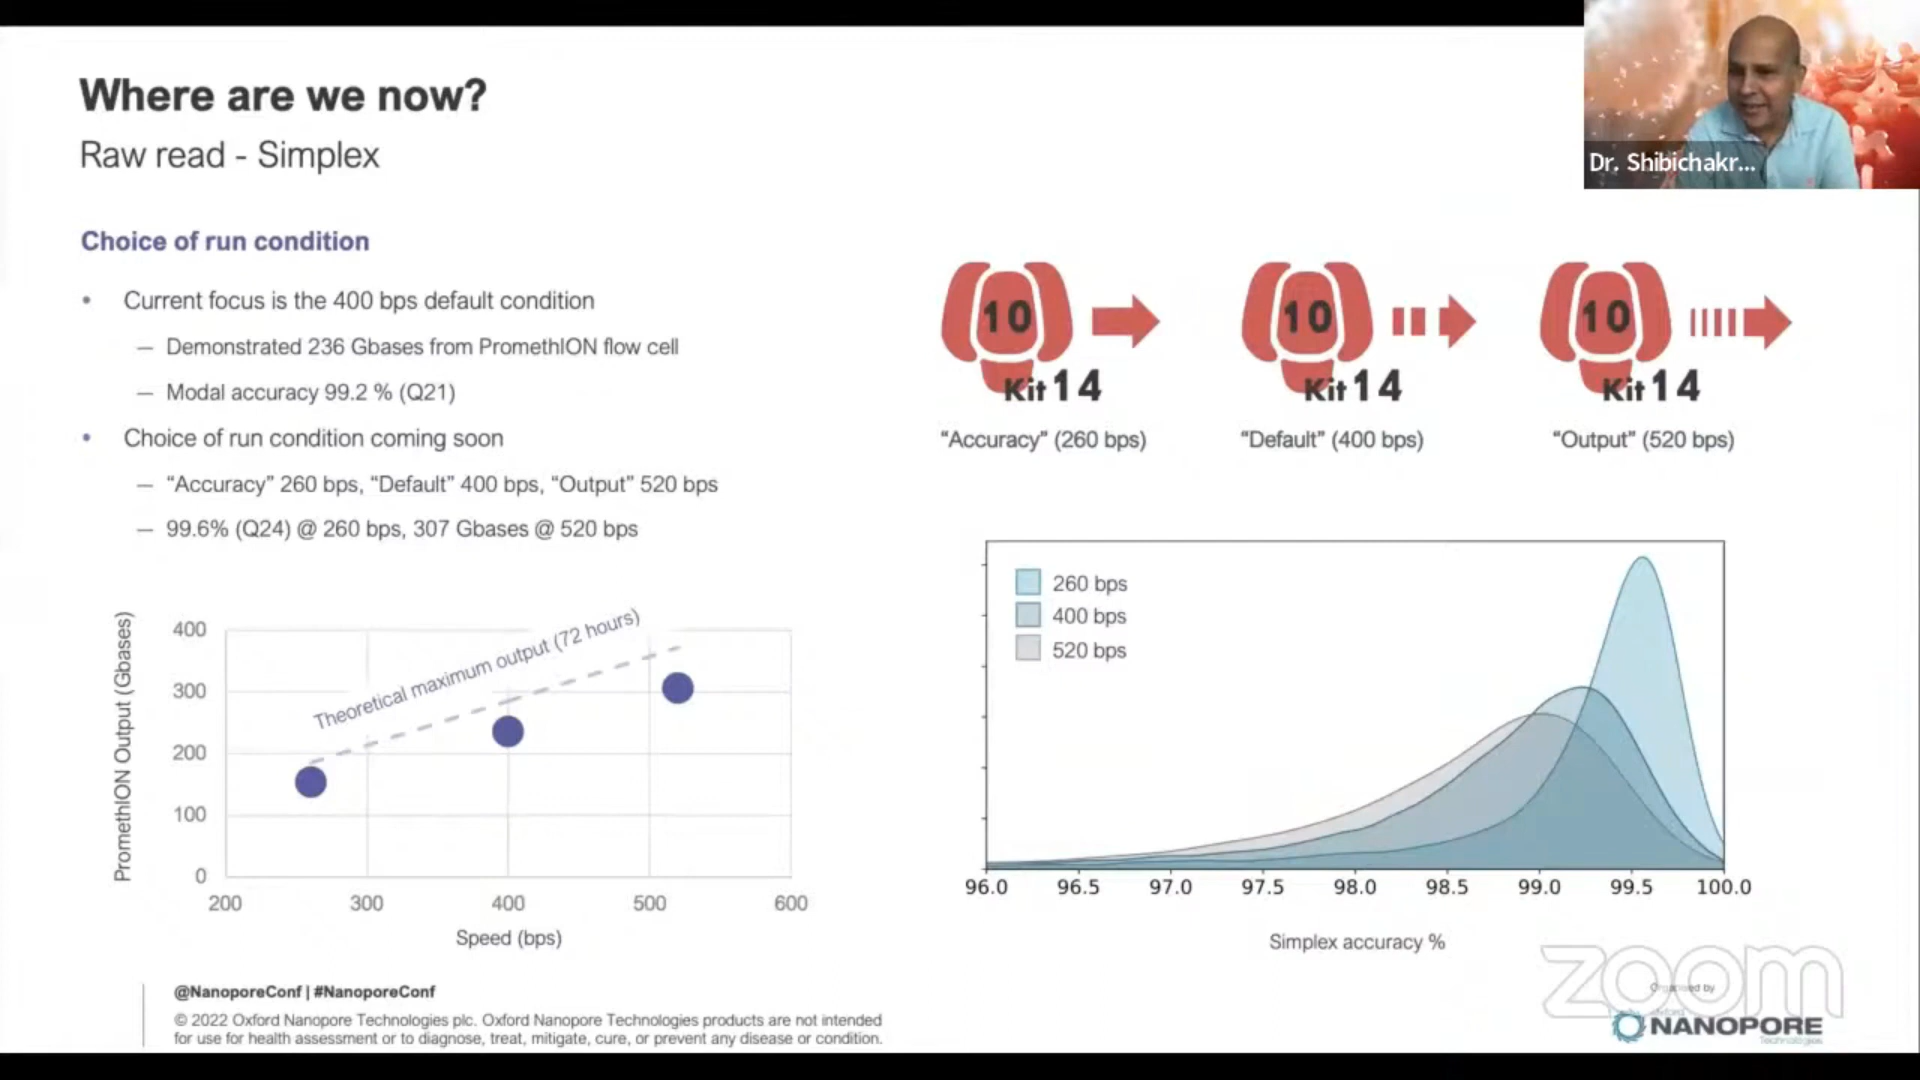 Where are we now?
Raw read - Simplex
Dr. Shibichakr...
Choice of run condition
• Current focus is the 400 bps default condition
— Demonstrated 236 Gbases from PromethION flow cell
— Modal accuracy 99.2 % (Q21)
• Choice of run condition coming soon
— “Accuracy” 260 bps, “Default” 400 bps, “Output” 520 bps
— 99.6% (Q24) @ 260 bps, 307 Gbases @ 520 bps
10
Kit 14
“Accuracy” (260 bps)
10
Kit 14
“Default” (400 bps)
10
Kit 14
“Output” (520 bps)
PromethION Output (Gbases)
400
300
200
100
0
Theoretical maximum output (72 hours)
200 300 400 500 600
Speed (bps)
260 bps
400 bps
520 bps
96.0 96.5 97.0 97.5 98.0 98.5 99.0 99.5 100.0
Simplex accuracy %
@NanoporeConf | #NanoporeConf
© 2022 Oxford Nanopore Technologies plc. Oxford Nanopore Technologies products are not intended
for use for health assessment or to diagnose, treat, mitigate, cure, or prevent any disease or condition.
zoom
Organised by
NANOPORE
Technologies